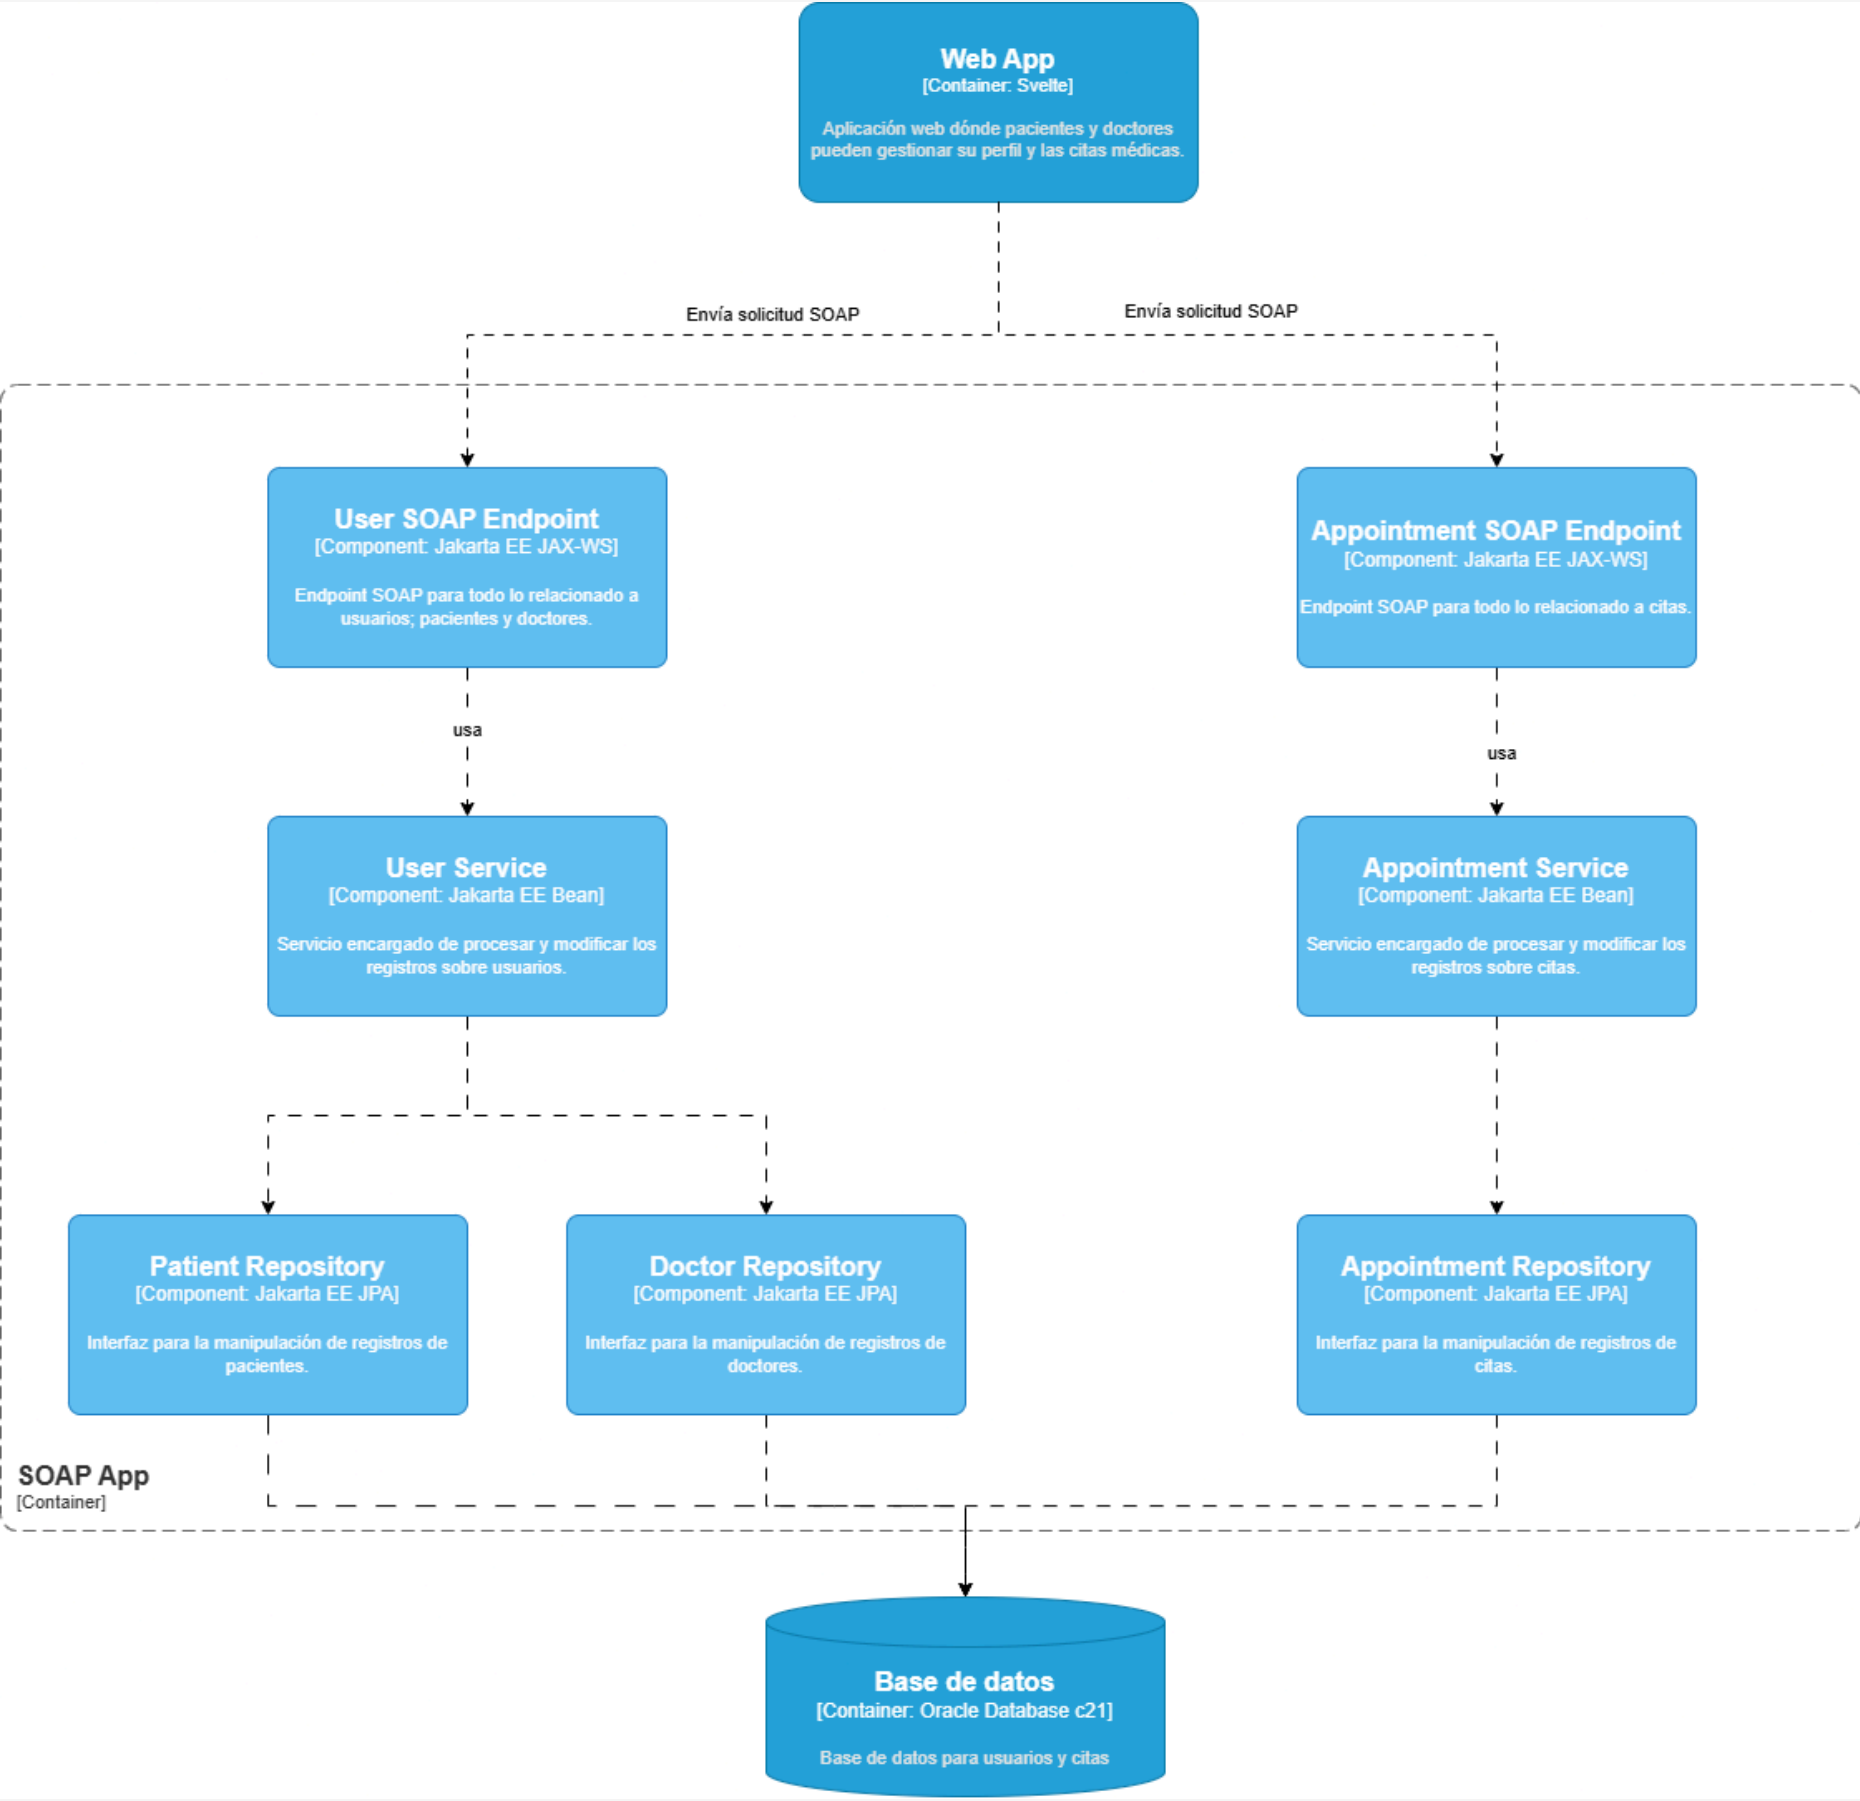 Web App
[Container: Svelte]
Aplicación web dónde pacientes y doctores
pueden gestionar su perfil y las citas médicas.
Envía solicitud SOAP
Envía solicitud SOAP
User SOAP Endpoint
[Component: Jakarta EE JAX-WS]
Endpoint SOAP para todo lo relacionado a
usuarios; pacientes y doctores.
Appointment SOAP Endpoint
[Component: Jakarta EE JAX-WS]
Endpoint SOAP para todo lo relacionado a citas.
usa
usa
User Service
[Component: Jakarta EE Bean]
Servicio encargado de procesar y modificar los
registros sobre usuarios.
Appointment Service
[Component: Jakarta EE Bean]
Servicio encargado de procesar y modificar los
registros sobre citas.
Patient Repository
[Component: Jakarta EE JPA]
Interfaz para la manipulación de registros de
pacientes.
Doctor Repository
[Component: Jakarta EE JPA]
Interfaz para la manipulación de registros de
doctores.
Appointment Repository
[Component: Jakarta EE JPA]
Interfaz para la manipulación de registros de
citas.
SOAP App
[Container]
Base de datos
[Container: Oracle Database c21]
Base de datos para usuarios y citas